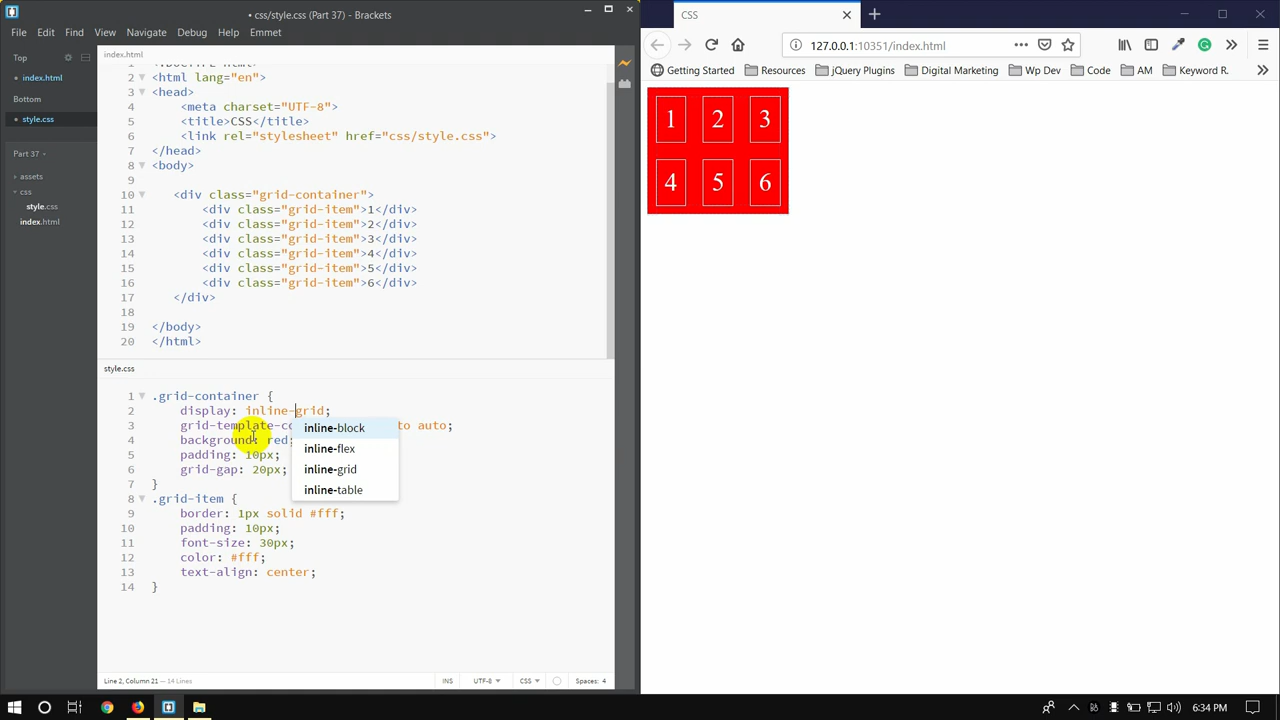 • css/style.css (Part 37) - Brackets
File Edit Find View Navigate Debug Help Emmet
Top
• index.html
Bottom
• style.css
Part 37
assets
css
style.css
index.html
index.html
2 <html lang="en">
3 <head>
4 <meta charset="UTF-8">
5 <title>CSS</title>
6 <link rel="stylesheet" href="css/style.css">
7 </head>
8 <body>
9
10 <div class="grid-container">
11 <div class="grid-item">1</div>
12 <div class="grid-item">2</div>
13 <div class="grid-item">3</div>
14 <div class="grid-item">4</div>
15 <div class="grid-item">5</div>
16 <div class="grid-item">6</div>
17 </div>
18
19 </body>
20 </html>
style.css
1 .grid-container {
2 display: inline-grid;
3 grid-template-co to auto;
4 background: red;
5 padding: 10px;
6 grid-gap: 20px;
7 }
8 .grid-item {
9 border: 1px solid #fff;
10 padding: 10px;
11 font-size: 30px;
12 color: #fff;
13 text-align: center;
14 }
inline-block
inline-flex
inline-grid
inline-table
Line 2, Column 21 — 14 Lines
INS UTF-8 CSS Spaces: 4
CSS
127.0.0.1:10351/index.html
Getting Started Resources jQuery Plugins Digital Marketing Wp Dev Code AM Keyword R.
1 2 3
4 5 6
6:34 PM